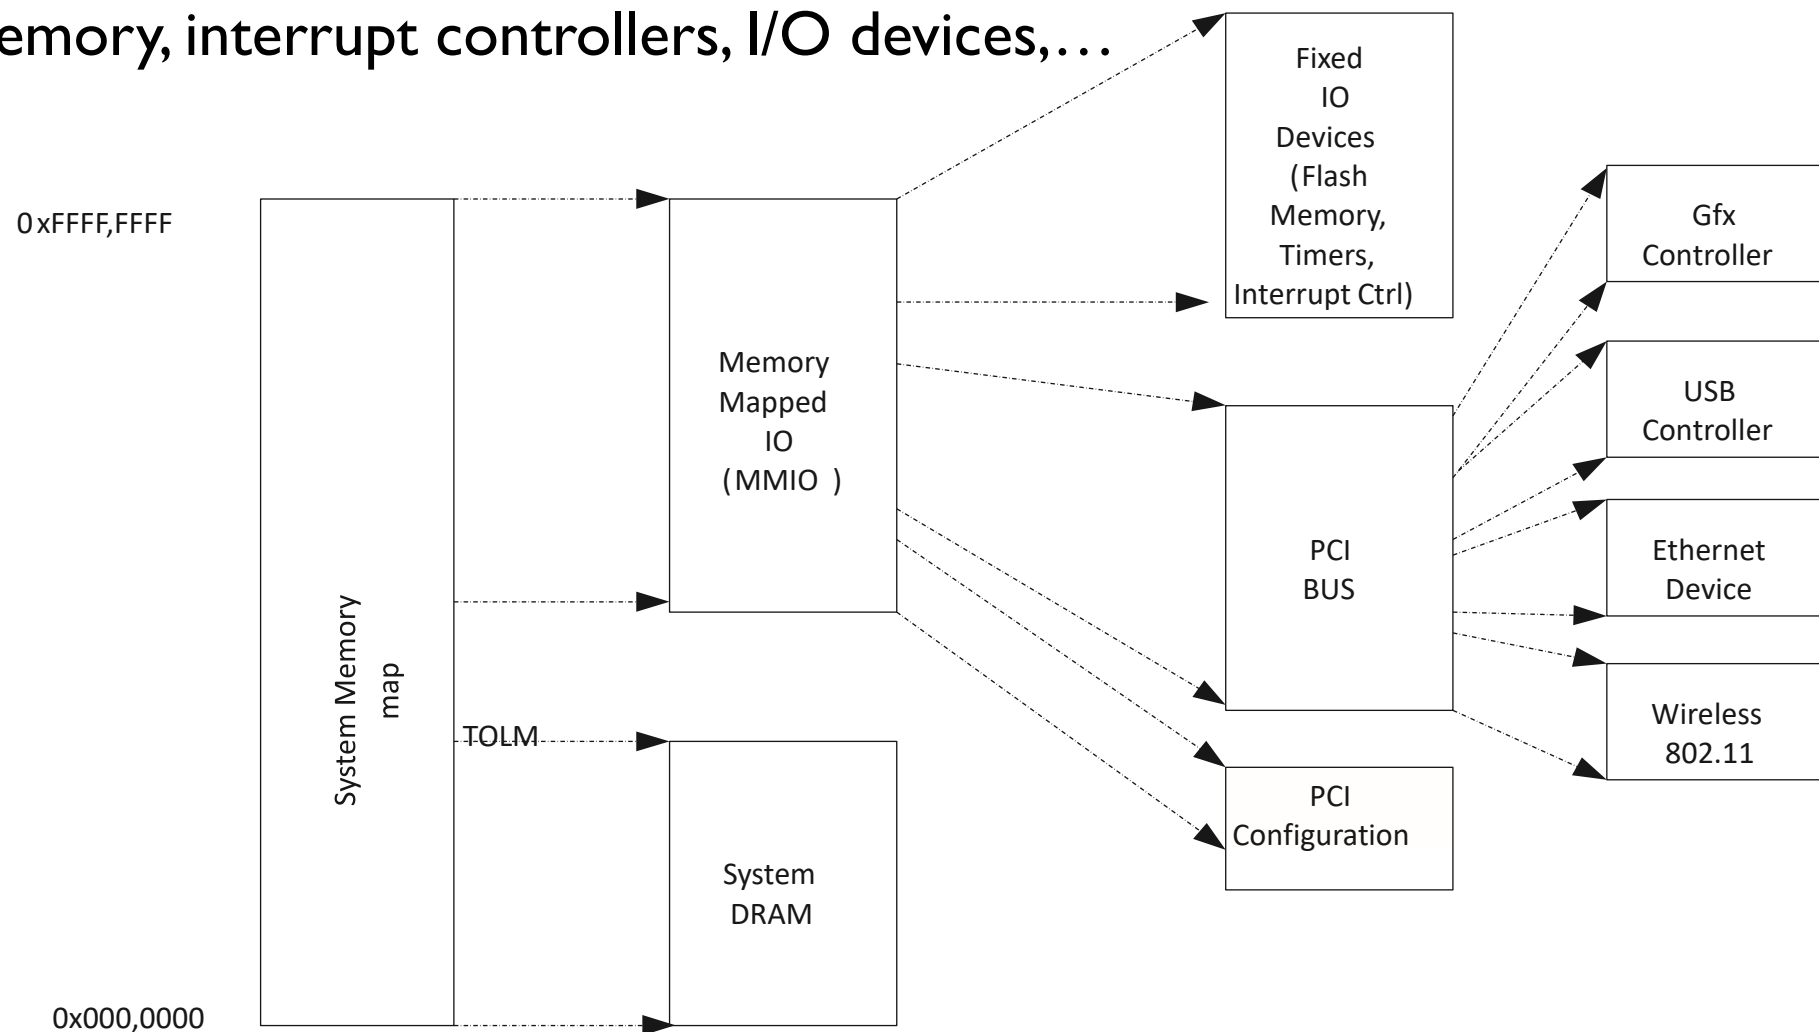 emory, interrupt controllers, I/O devices,…
0xFFFF,FFFF
System Memory
map
TOLM
0x000,0000
Memory
Mapped
IO
(MMIO )
System
DRAM
Fixed
IO
Devices
(Flash
Memory,
Timers,
Interrupt Ctrl)
PCI
BUS
PCI
Configuration
Gfx
Controller
USB
Controller
Ethernet
Device
Wireless
802.11